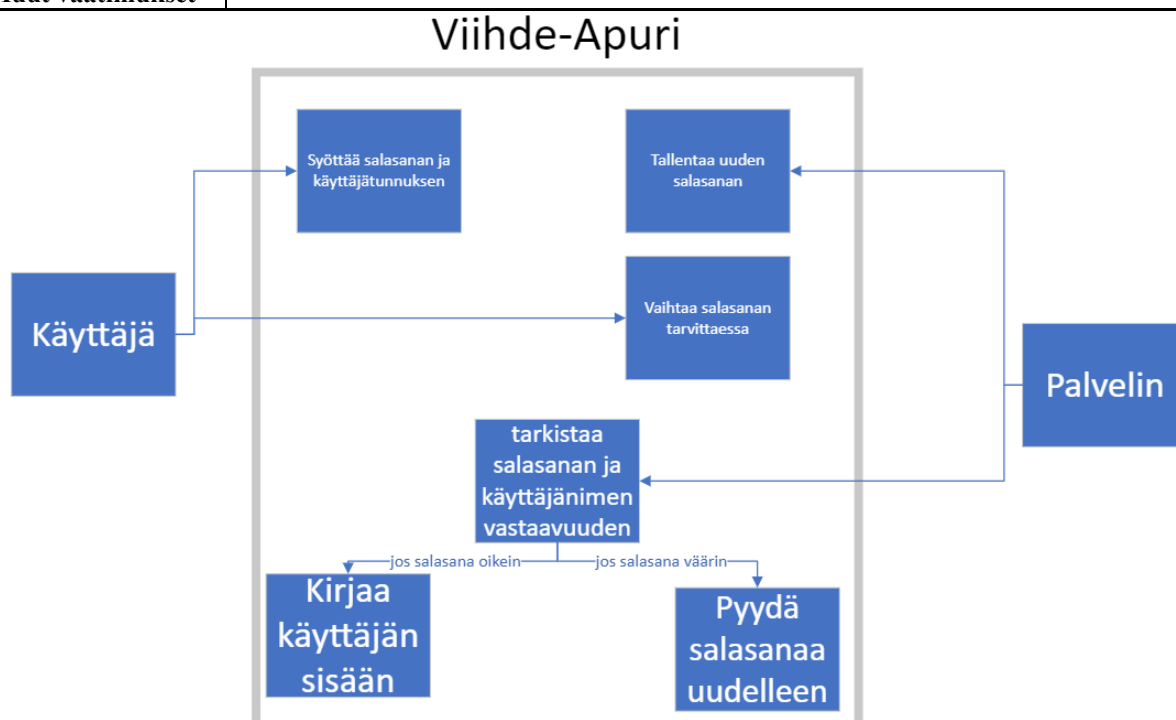 Viihde-Apuri
Syöttää salasanan ja
käyttäjätunnuksen
Tallentaa uuden
salasanan
Käyttäjä
Vaihtaa salasanan
tarvittaessa
Palvelin
tarkistaa
salasanan ja
käyttäjänimen
vastaavuuden
jos salasana oikein
jos salasana väärin
Kirjaa
käyttäjän
sisään
Pyydä
salasanaa
uudelleen